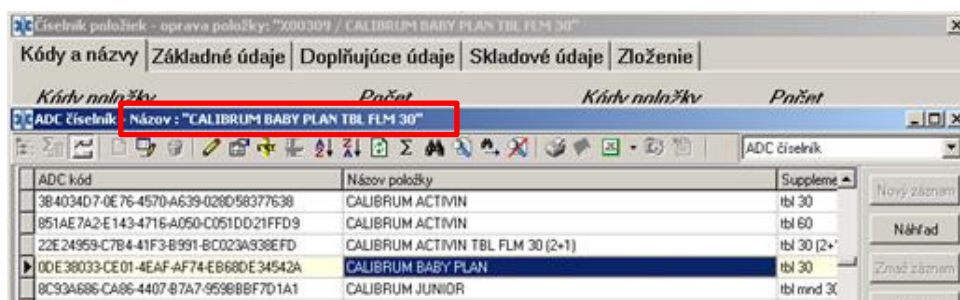 Číselník položiek - oprava položky: "X00309 / CALIBRUM BABY PLAN TBL FLM 30"
Kódy a názvy Základné údaje Doplňujúce údaje Skladové údaje Zloženie
Kódy položky Počet Kódy položky Počet
ADC číselník - Názov : "CALIBRUM BABY PLAN TBL FLM 30"
ADC číselník
ADC kód Názov položky Suppleme
3B4034D7-0E76-4570-A639-028D58377638 CALIBRUM ACTIVIN tbl 30
851AE7A2-E143-4716-A050-C051DD21FFD9 CALIBRUM ACTIVIN tbl 60
22E24959-C7B4-41F3-B991-BC023A938EFD CALIBRUM ACTIVIN TBL FLM 30 (2+1) tbl 30 (2+
0DE38033-CE01-4EAF-AF74-EB68DE34542A CALIBRUM BABY PLAN tbl 30
8C93A686-CA86-4407-B7A7-959BBBF7D1A1 CALIBRUM JUNIOR tbl mnd 30
Nový záznam
Náhľad
Zmaž záznam